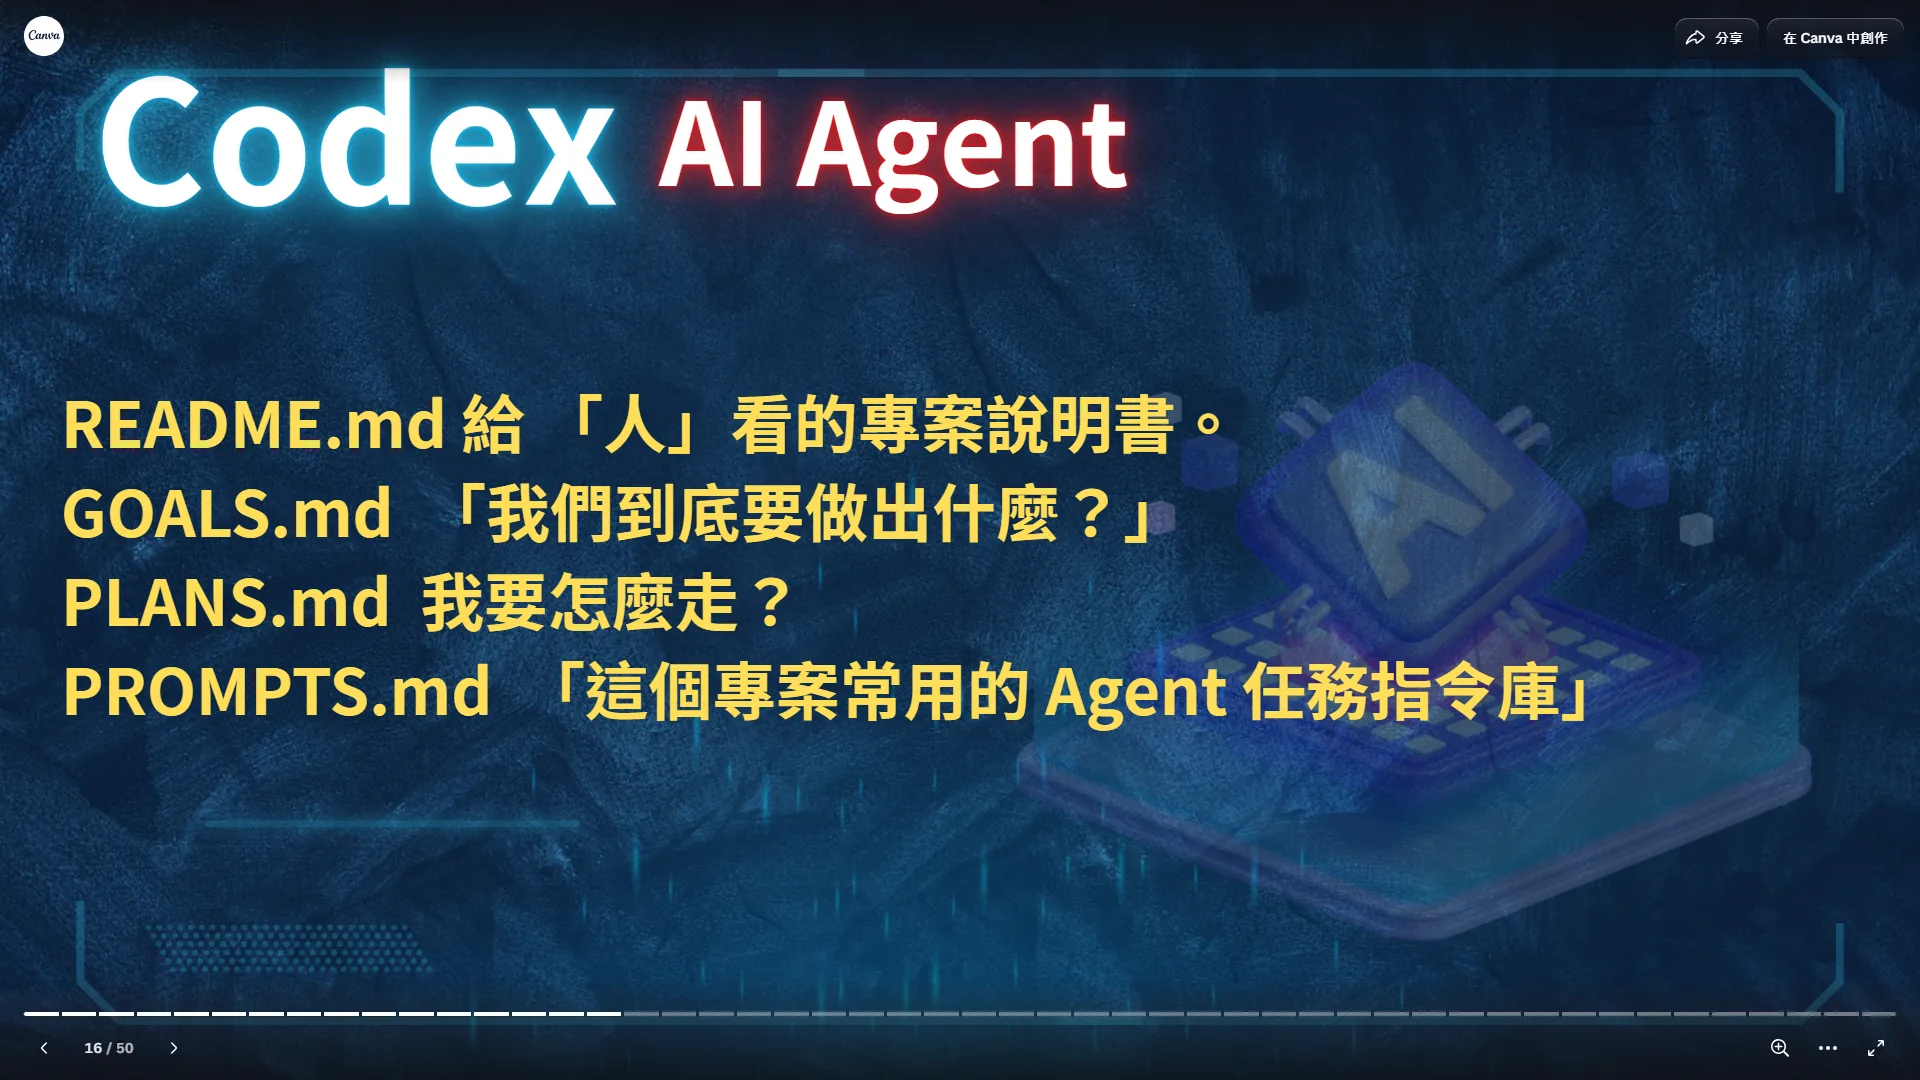 Canva
分享
在 Canva 中創作
Codex AI Agent
AI
README.md 給 「人」看的專案說明書。
GOALS.md 「我們到底要做出什麼？」
PLANS.md 我要怎麼走？
PROMPTS.md 「這個專案常用的 Agent 任務指令庫」
16 / 50